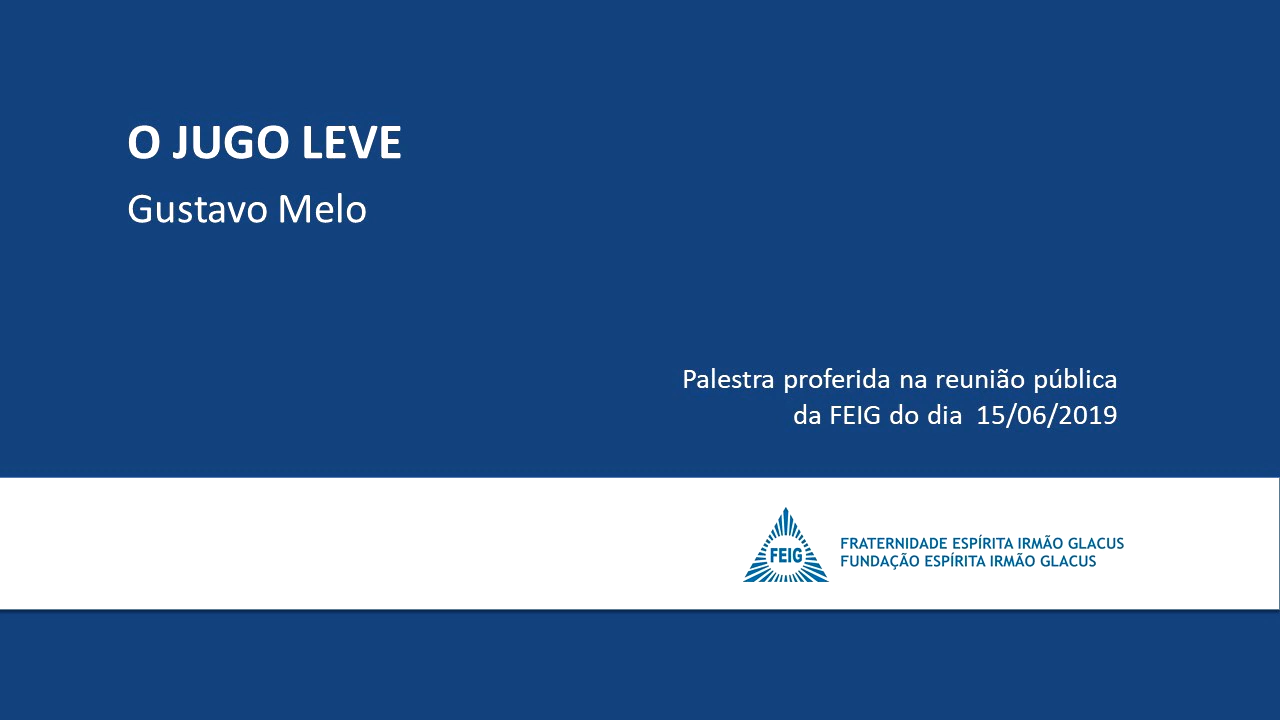 O JUGO LEVE
Gustavo Melo
Palestra proferida na reunião pública
da FEIG do dia 15/06/2019
FEIG
FRATERNIDADE ESPÍRITA IRMÃO GLACUS
FUNDAÇÃO ESPÍRITA IRMÃO GLACUS